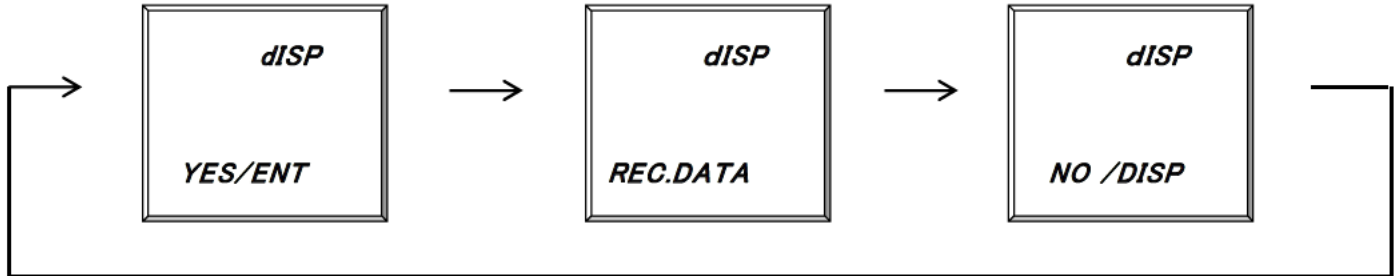 dISP
YES/ENT
dISP
REC.DATA
dISP
NO /DISP